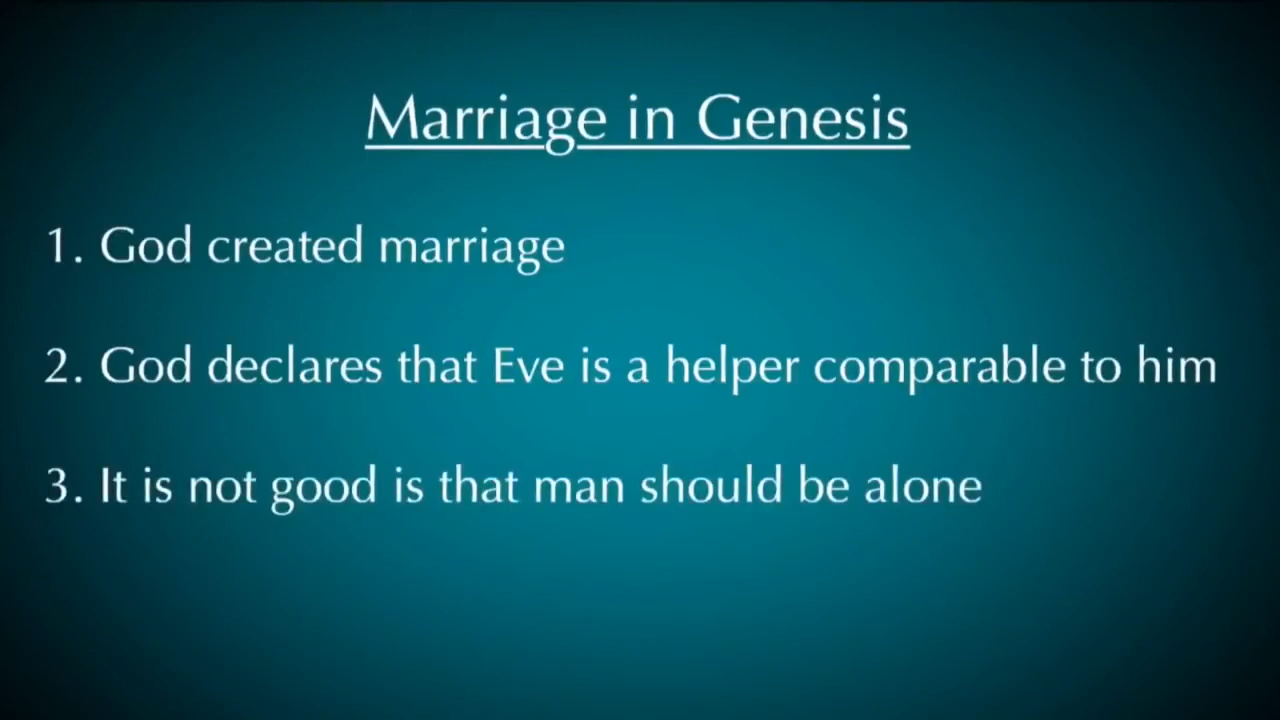 Marriage in Genesis
1. God created marriage
2. God declares that Eve is a helper comparable to him
3. It is not good is that man should be alone